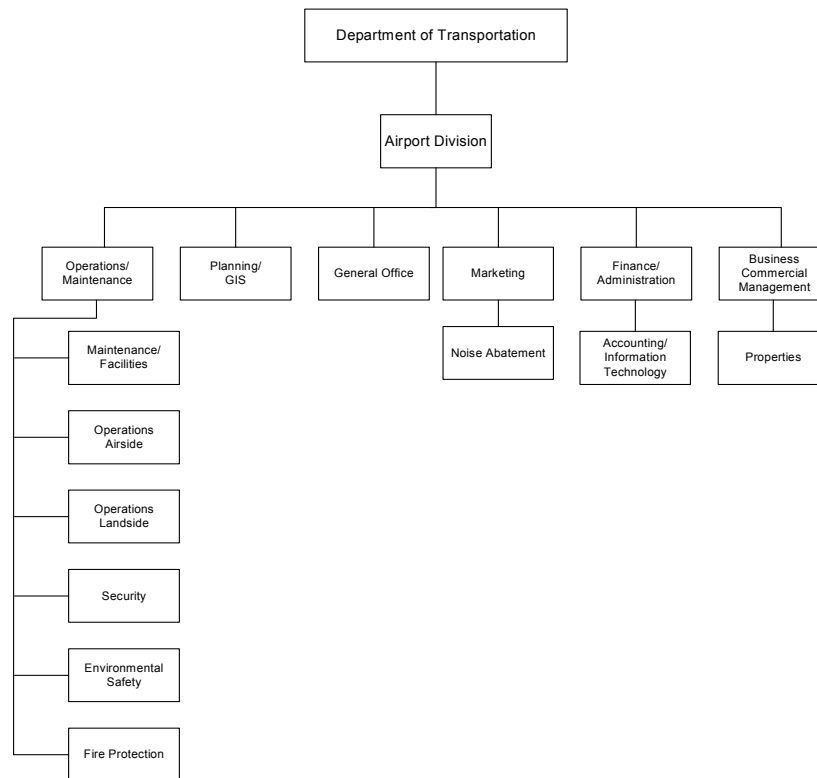 Department of Transportation
Airport Division
Operations/
Maintenance
Planning/
GIS
General Office
Marketing
Finance/
Administration
Business
Commercial
Management
Noise Abatement
Accounting/
Information
Technology
Properties
Maintenance/
Facilities
Operations
Airside
Operations
Landside
Security
Environmental
Safety
Fire Protection